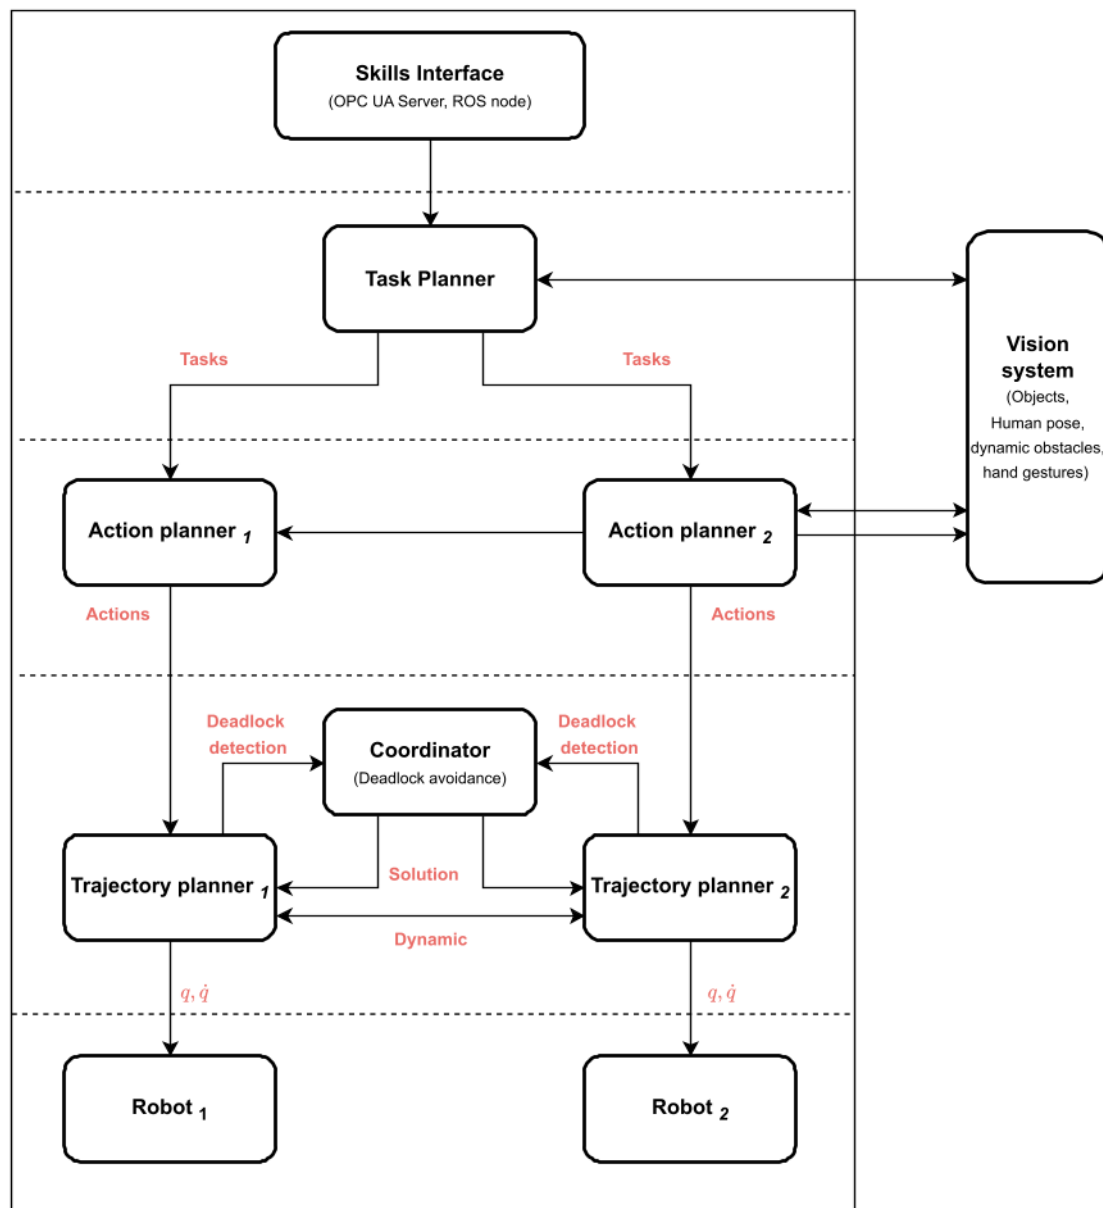 Skills Interface
(OPC UA Server, ROS node)
Task Planner
Tasks
Tasks
Vision
system
(Objects,
Human pose,
dynamic obstacles,
hand gestures)
Action planner 1
Action planner 2
Actions
Actions
Deadlock
detection
Coordinator
(Deadlock avoidance)
Deadlock
detection
Trajectory planner 1
Solution
Trajectory planner 2
Dynamic
q, q̇
q, q̇
Robot 1
Robot 2